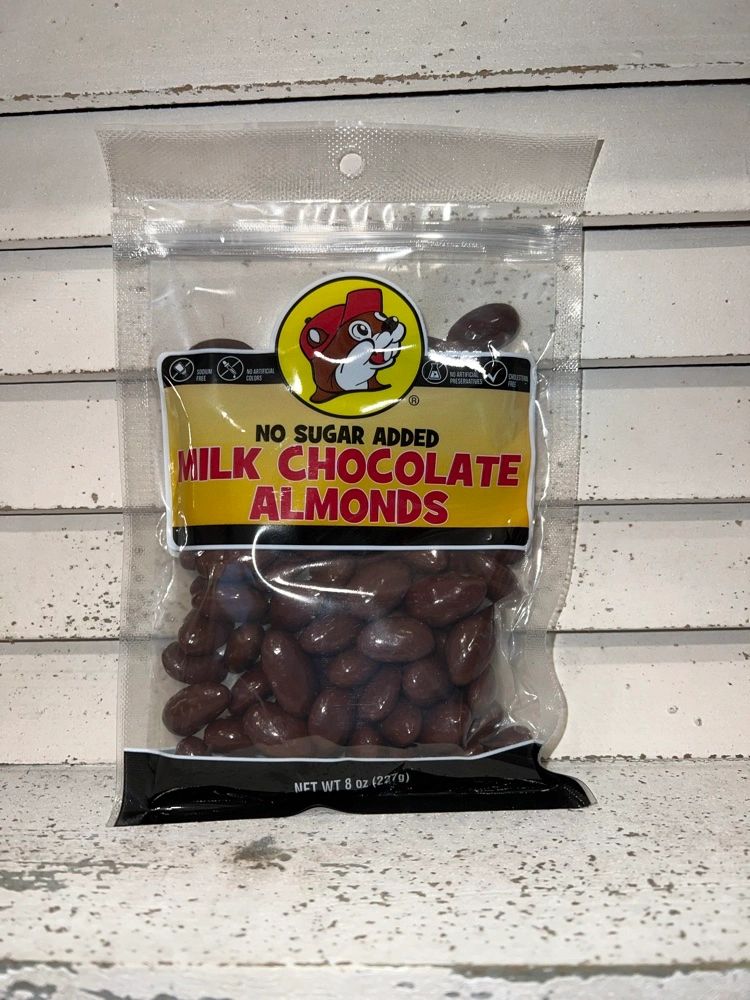 SODIUM
FREE
NO ARTIFICIAL
COLORS
NO ARTIFICIAL
PRESERVATIVES
CHOLESTEROL
FREE
®
NO SUGAR ADDED
MILK CHOCOLATE
ALMONDS
NET WT 8 oz (227g)